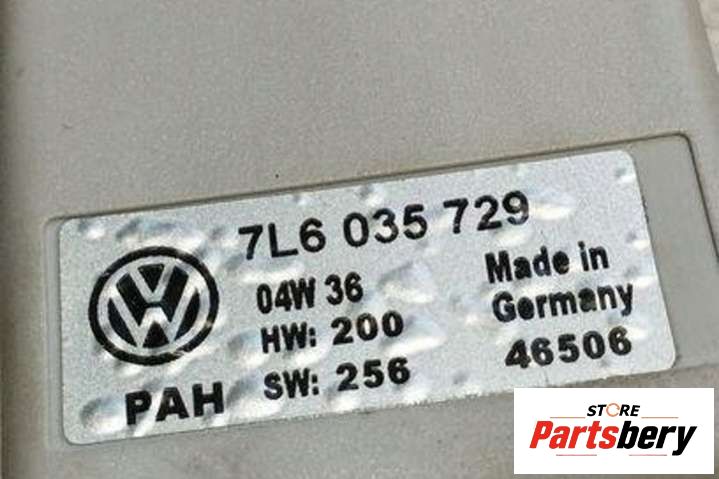 7L6 035 729
04W 36
HW: 200
SW: 256
PAH
Made in
Germany
46506
STORE
Partsbery